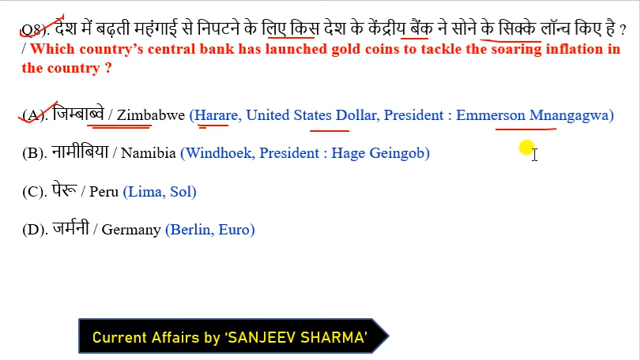 Q8). देश में बढ़ती महंगाई से निपटने के लिए किस देश के केंद्रीय बैंक ने सोने के सिक्के लॉन्च किए है ?
/ Which country's central bank has launched gold coins to tackle the soaring inflation in
the country ?
(A). जिम्बाब्वे / Zimbabwe (Harare, United States Dollar, President : Emmerson Mnangagwa)
(B). नामीबिया / Namibia (Windhoek, President : Hage Geingob)
(C). पेरू / Peru (Lima, Sol)
(D). जर्मनी / Germany (Berlin, Euro)
Current Affairs by 'SANJEEV SHARMA'